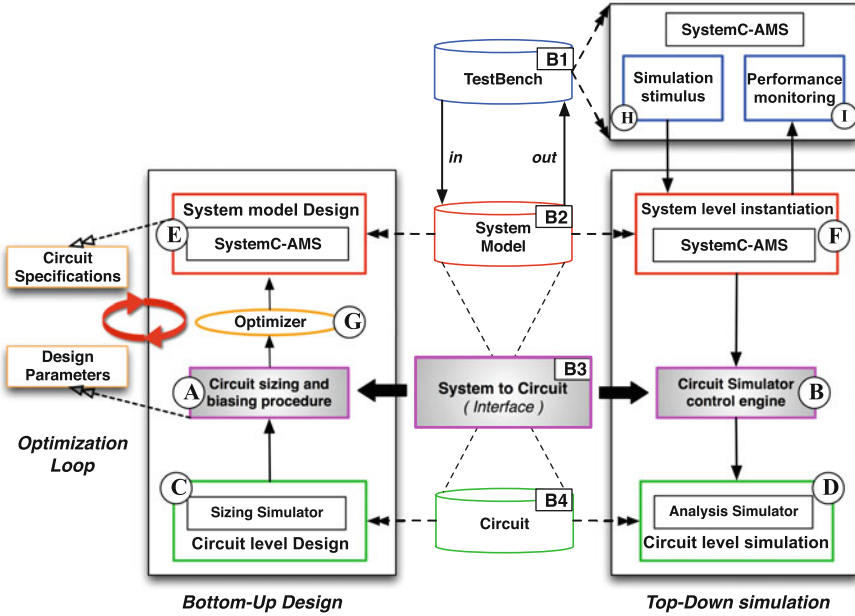 B1
TestBench
SystemC-AMS
Simulation
stimulus
H
Performance
monitoring
I
in
out
System model Design
E
SystemC-AMS
B2
System
Model
System level instantiation
SystemC-AMS
F
Circuit
Specifications
Optimizer
G
Design
Parameters
A
Circuit sizing and
biasing procedure
B3
System to Circuit
( Interface )
Circuit Simulator
control engine
B
Optimization
Loop
C
Sizing Simulator
Circuit level Design
B4
Circuit
D
Analysis Simulator
Circuit level simulation
Bottom-Up Design
Top-Down simulation